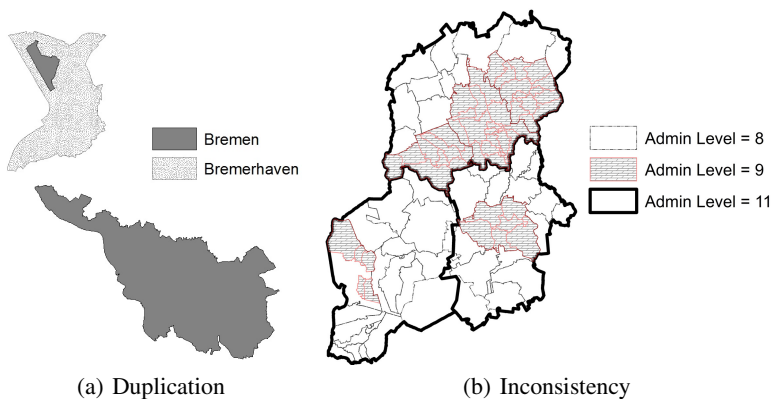 Bremen
Bremerhaven
Admin Level = 8
Admin Level = 9
Admin Level = 11
(a) Duplication
(b) Inconsistency